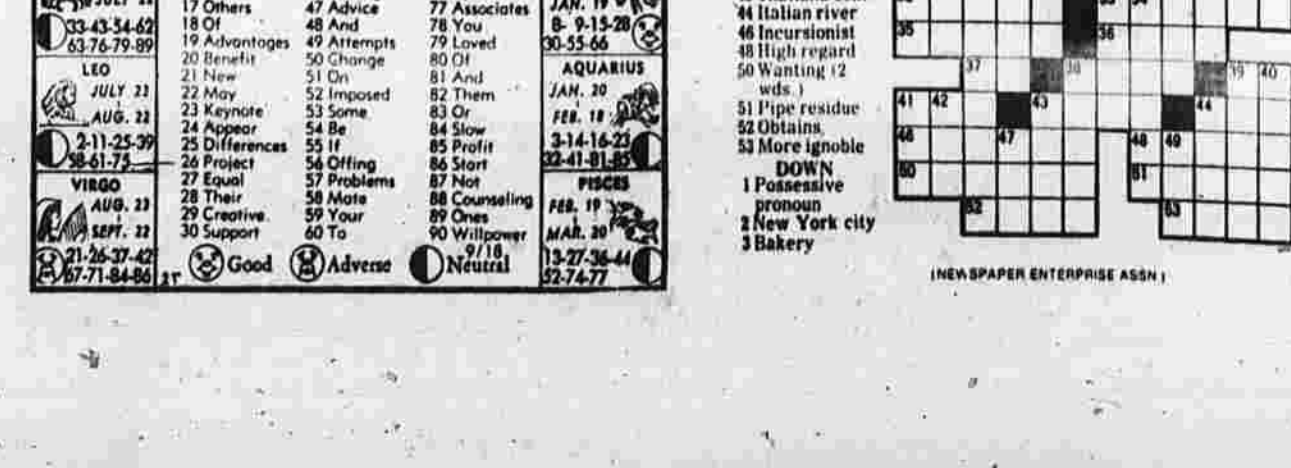 33-43-54-62
63-76-79-89
LEO
JULY 23
AUG. 22
2-11-25-39
58-61-75
VIRGO
AUG. 23
SEPT. 22
21-26-37-42
67-71-84-86
17 Others
18 Of
19 Advantages
20 Benefit
21 New
22 May
23 Keynote
24 Appear
25 Differences
26 Project
27 Equal
28 Their
29 Creative
30 Support
47 Advice
48 And
49 Attempts
50 Change
51 On
52 Imposed
53 Some
54 Be
55 If
56 Offing
57 Problems
58 Mate
59 Your
60 To
77 Associates
78 You
79 Loved
80 Of
81 And
82 Them
83 Or
84 Slow
85 Profit
86 Start
87 Not
88 Counseling
89 Ones
90 Willpower
9/18
Good Adverse Neutral
JAN. 19
8- 9-15-28
30-55-66
AQUARIUS
JAN. 20
FEB. 18
3-14-16-23
32-41-81-85
PISCES
FEB. 19
MAR. 20
13-27-36-44
52-74-77
44 Italian river
46 Incursionist
48 High regard
50 Wanting (2
wds.)
51 Pipe residue
52 Obtains
53 More ignoble
DOWN
1 Possessive
pronoun
2 New York city
3 Bakery
35 36
37 38 39 40
41 42 43 44
46 47 48 49
50 51
52 53
(NEWSPAPER ENTERPRISE ASSN)